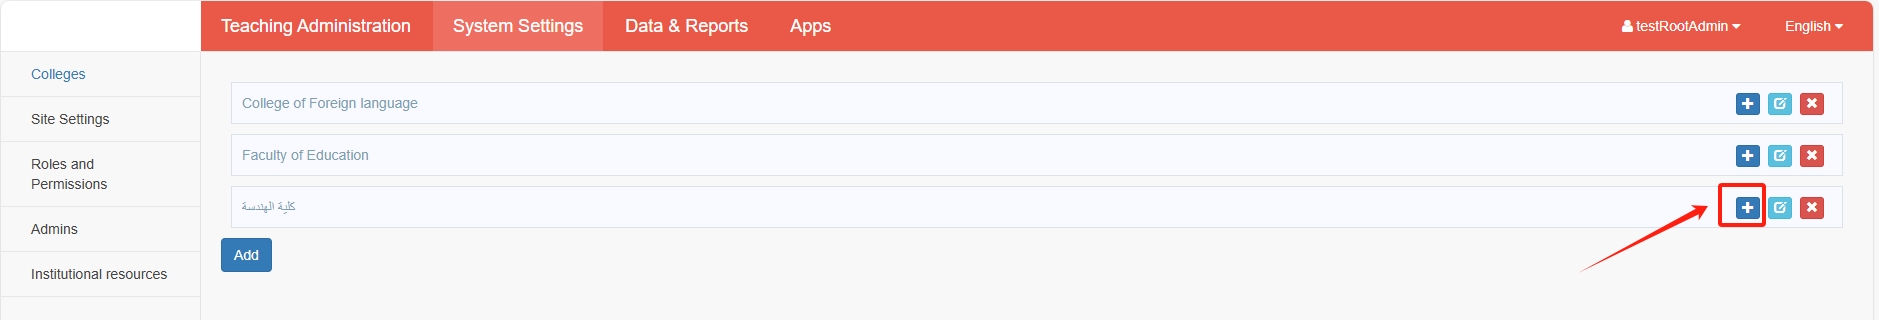 Teaching Administration System Settings Data & Reports Apps testRootAdmin English
Colleges
Site Settings
Roles and
Permissions
Admins
Institutional resources
College of Foreign language
Faculty of Education
كلية الهندسة
Add